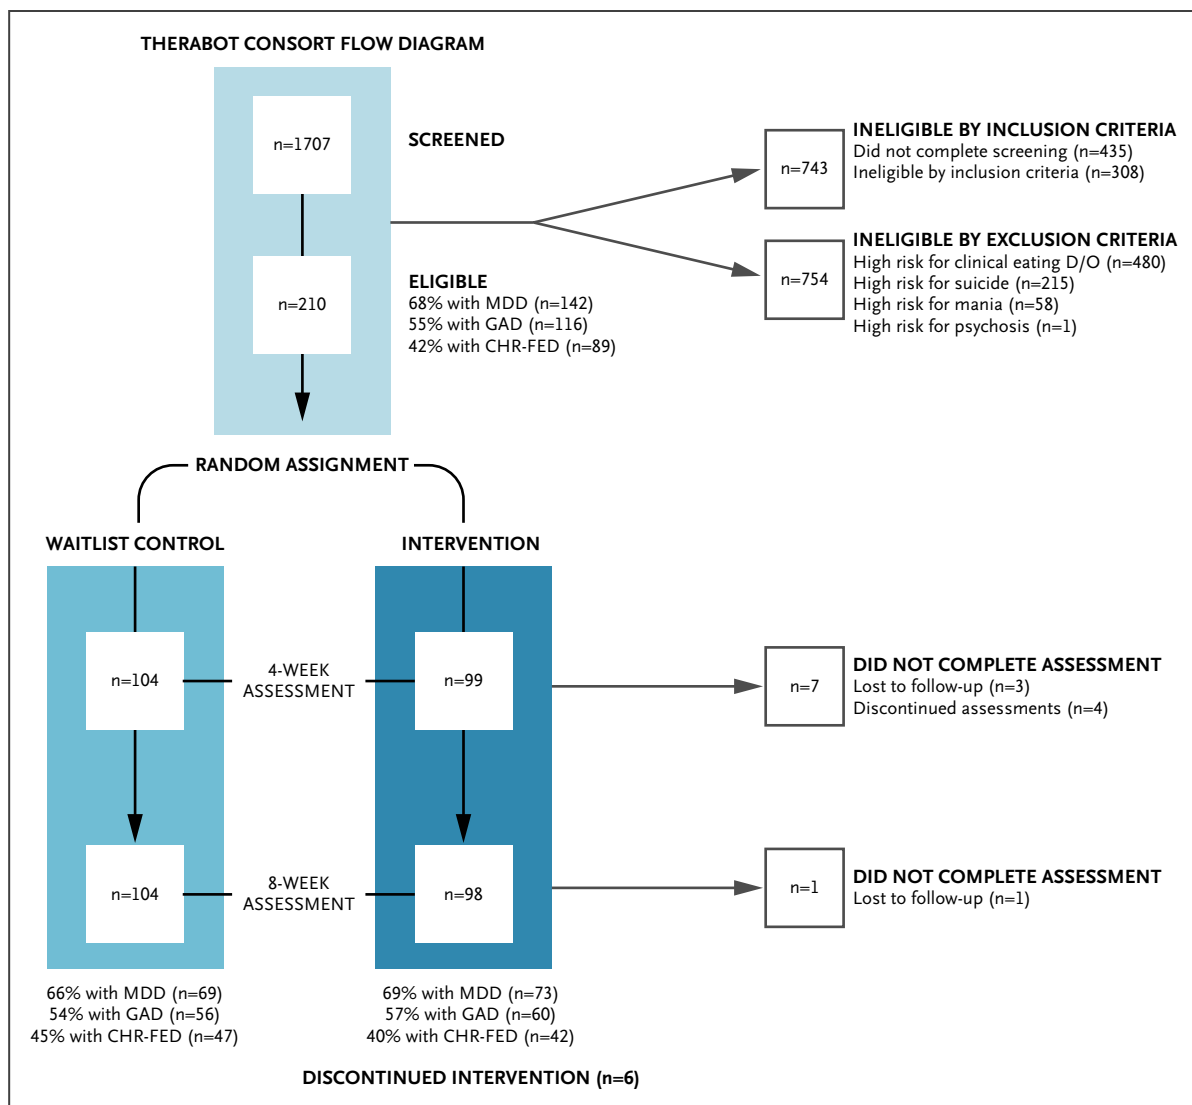 THERABOT CONSORT FLOW DIAGRAM
n=1707
SCREENED
n=743
INELIGIBLE BY INCLUSION CRITERIA
Did not complete screening (n=435)
Ineligible by inclusion criteria (n=308)
n=210
ELIGIBLE
68% with MDD (n=142)
55% with GAD (n=116)
42% with CHR-FED (n=89)
n=754
INELIGIBLE BY EXCLUSION CRITERIA
High risk for clinical eating D/O (n=480)
High risk for suicide (n=215)
High risk for mania (n=58)
High risk for psychosis (n=1)
RANDOM ASSIGNMENT
WAITLIST CONTROL
INTERVENTION
n=104
4-WEEK
ASSESSMENT
n=99
n=7
DID NOT COMPLETE ASSESSMENT
Lost to follow-up (n=3)
Discontinued assessments (n=4)
n=104
8-WEEK
ASSESSMENT
n=98
n=1
DID NOT COMPLETE ASSESSMENT
Lost to follow-up (n=1)
66% with MDD (n=69)
54% with GAD (n=56)
45% with CHR-FED (n=47)
69% with MDD (n=73)
57% with GAD (n=60)
40% with CHR-FED (n=42)
DISCONTINUED INTERVENTION (n=6)